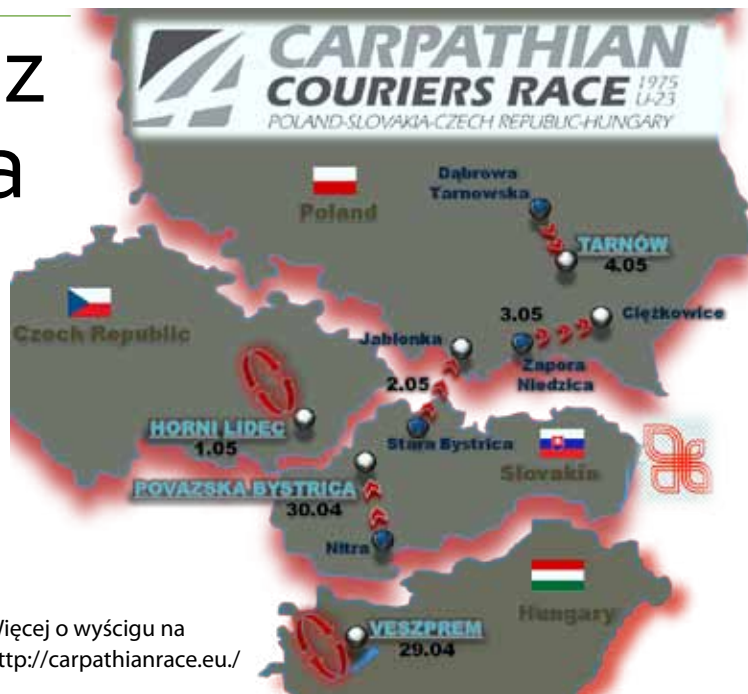 z
a
CARPATHIAN
COURIERS RACE 1975 U-23
POLAND-SLOVAKIA-CZECH REPUBLIC-HUNGARY
Poland
Dąbrowa
Tarnowska
TARNÓW
4.05
Czech Republic
3.05
Ciężkowice
Jabłonka
Zapora
Niedzica
2.05
HORNI LIDEC
1.05
Stara Bystrica
Slovakia
POVAZSKA BYSTRICA
30.04
Nitra
Hungary
VESZPREM
29.04
Więcej o wyścigu na
ttp://carpathianrace.eu./